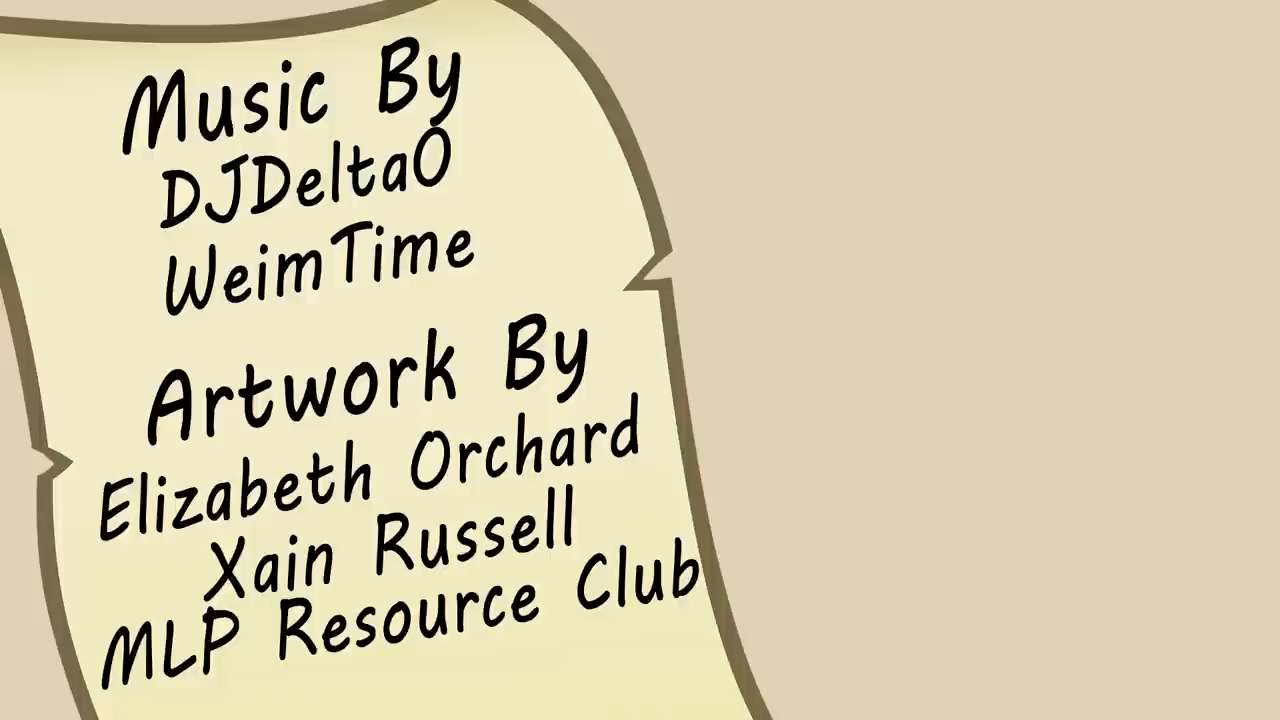 Music By
DJDelta0
WeimTime
Artwork By
Elizabeth Orchard
Xain Russell
MLP Resource Club